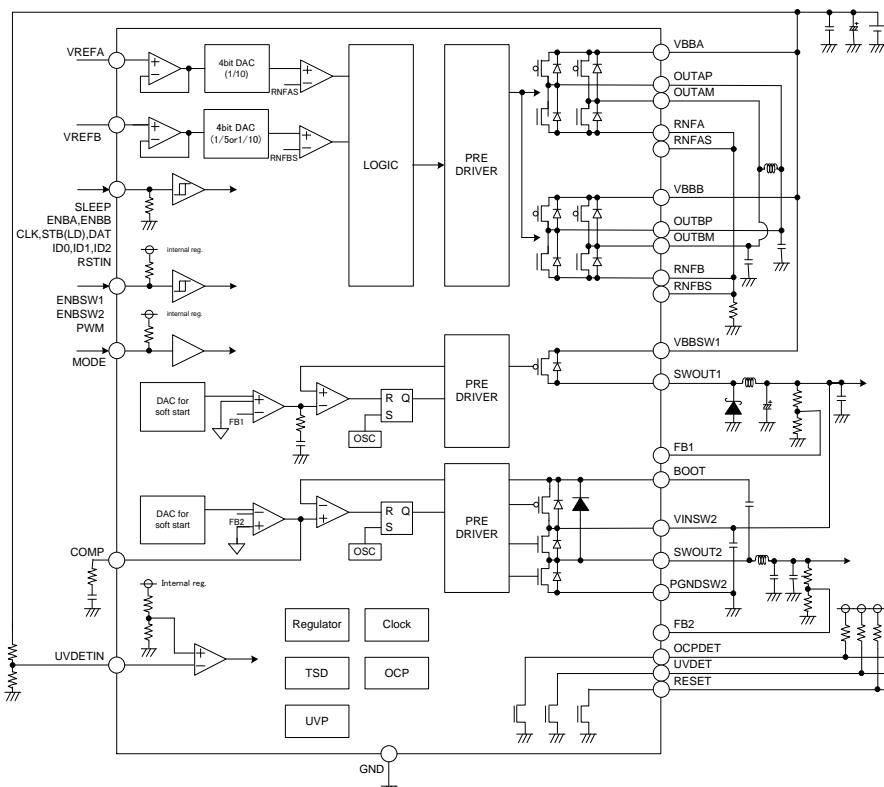 VREFA
4bit DAC
(1/10)
RNFAS
VREFB
4bit DAC
(1/5or1/10)
RNFBS
LOGIC
PRE
DRIVER
VBBA
OUTAP
OUTAM
RNFA
RNFAS
VBBB
OUTBP
OUTBM
RNFB
RNFBS
SLEEP
ENBA,ENBB
CLK,STB(LD),DAT
ID0,ID1,ID2
RSTIN
internal reg.
ENBSW1
ENBSW2
PWM
internal reg.
MODE
DAC for
soft start
FB1
R Q
S
OSC
PRE
DRIVER
VBBSW1
SWOUT1
FB1
BOOT
DAC for
soft start
FB2
R Q
S
OSC
PRE
DRIVER
VINSW2
SWOUT2
PGNDSW2
FB2
COMP
Internal reg.
UVDETIN
Regulator
Clock
TSD
OCP
UVP
OCPDET
UVDET
RESET
GND